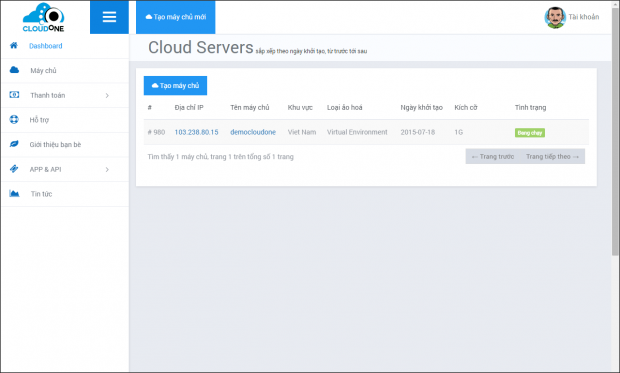 CLOUDONE
Tạo máy chủ mới
Tài khoản
Dashboard
Máy chủ
Thanh toán
Hỗ trợ
Giới thiệu bạn bè
APP & API
Tin tức
Cloud Servers sắp xếp theo ngày khởi tạo, từ trước tới sau
Tạo máy chủ
# Địa chỉ IP Tên máy chủ Khu vực Loại ảo hoá Ngày khởi tạo Kích cỡ Tình trạng
# 980 103.238.80.15 democloudone Viet Nam Virtual Environment 2015-07-18 1G Đang chạy
Tìm thấy 1 máy chủ, trang 1 trên tổng số 1 trang
← Trang trước Trang tiếp theo →